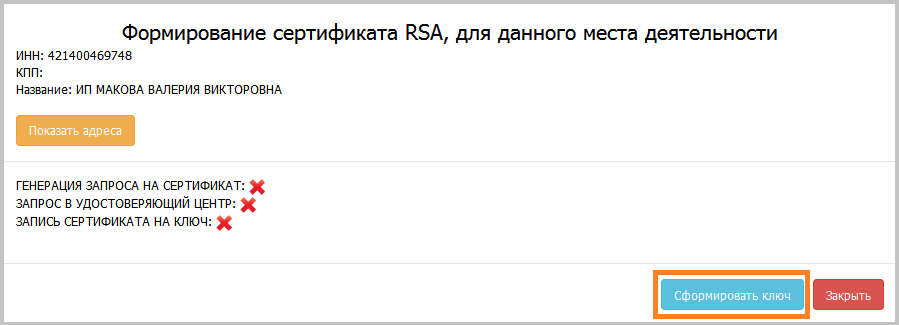 Формирование сертификата RSA, для данного места деятельности
ИНН: 421400469748
КПП:
Название: ИП МАКОВА ВАЛЕРИЯ ВИКТОРОВНА
Показать адреса
ГЕНЕРАЦИЯ ЗАПРОСА НА СЕРТИФИКАТ:
ЗАПРОС В УДОСТОВЕРЯЮЩИЙ ЦЕНТР:
ЗАПИСЬ СЕРТИФИКАТА НА КЛЮЧ:
Сформировать ключ Закрыть